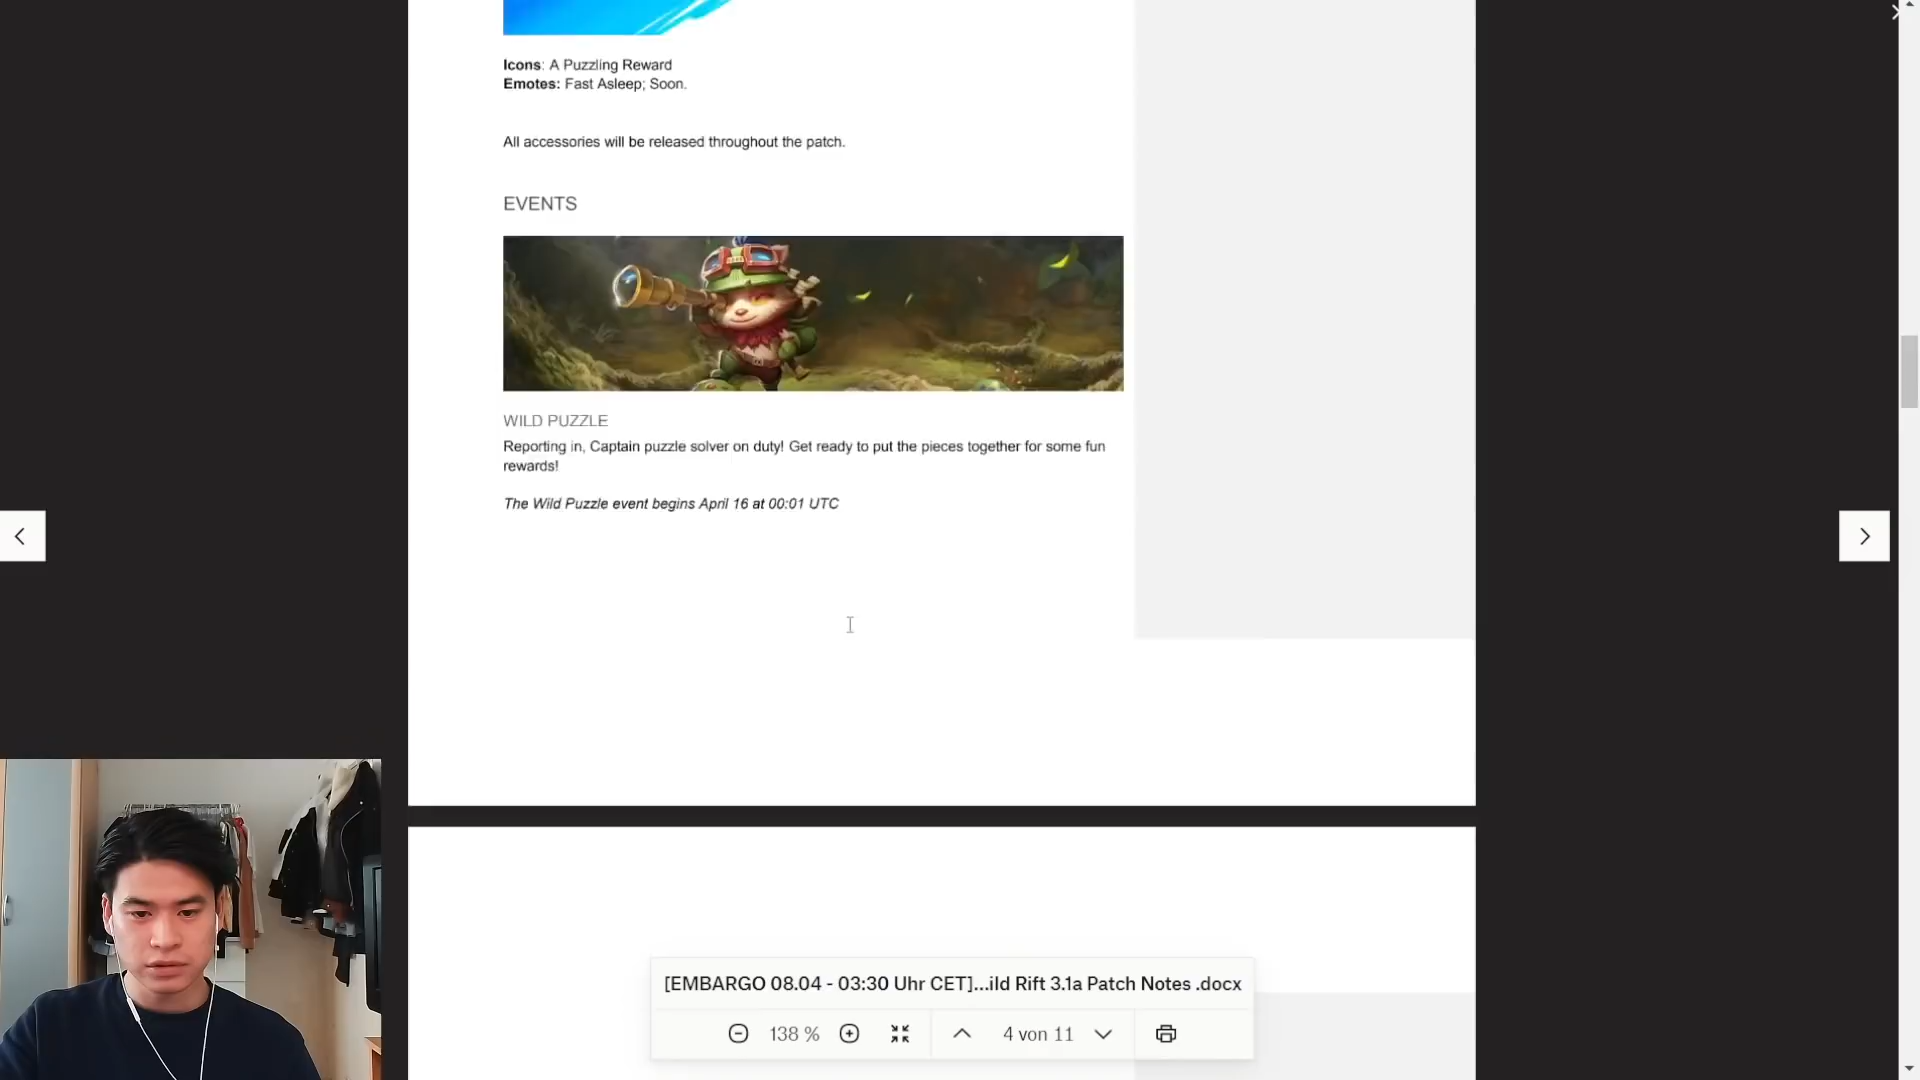 Icons: A Puzzling Reward
Emotes: Fast Asleep; Soon.
All accessories will be released throughout the patch.
EVENTS
WILD PUZZLE
Reporting in, Captain puzzle solver on duty! Get ready to put the pieces together for some fun
rewards!
The Wild Puzzle event begins April 16 at 00:01 UTC
[EMBARGO 08.04 - 03:30 Uhr CET]...ild Rift 3.1a Patch Notes .docx
138 %
4 von 11